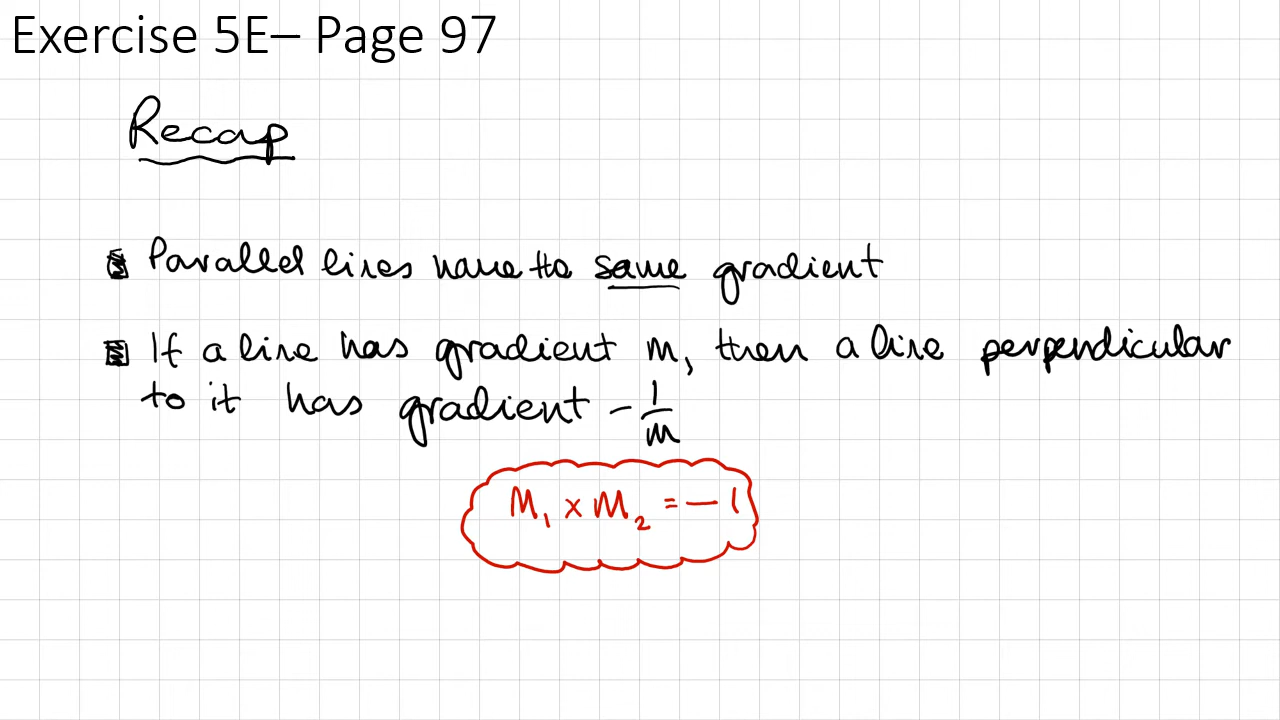 Exercise 5E– Page 97
Recap
Parallel lines have the same gradient
If a line has gradient m, then a line perpendicular
to it has gradient -1/m
M₁ × M₂ = -1